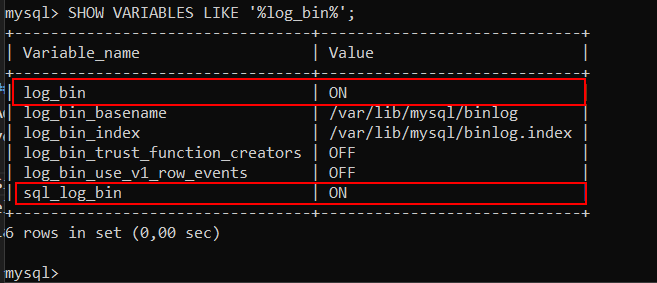 mysql> SHOW VARIABLES LIKE '%log_bin%';
+---------------------------------+-----------------------------+
| Variable_name                   | Value                       |
+---------------------------------+-----------------------------+
| log_bin                         | ON                          |
| log_bin_basename                | /var/lib/mysql/binlog       |
| log_bin_index                   | /var/lib/mysql/binlog.index |
| log_bin_trust_function_creators | OFF                         |
| log_bin_use_v1_row_events       | OFF                         |
| sql_log_bin                     | ON                          |
+---------------------------------+-----------------------------+
6 rows in set (0,00 sec)
mysql>